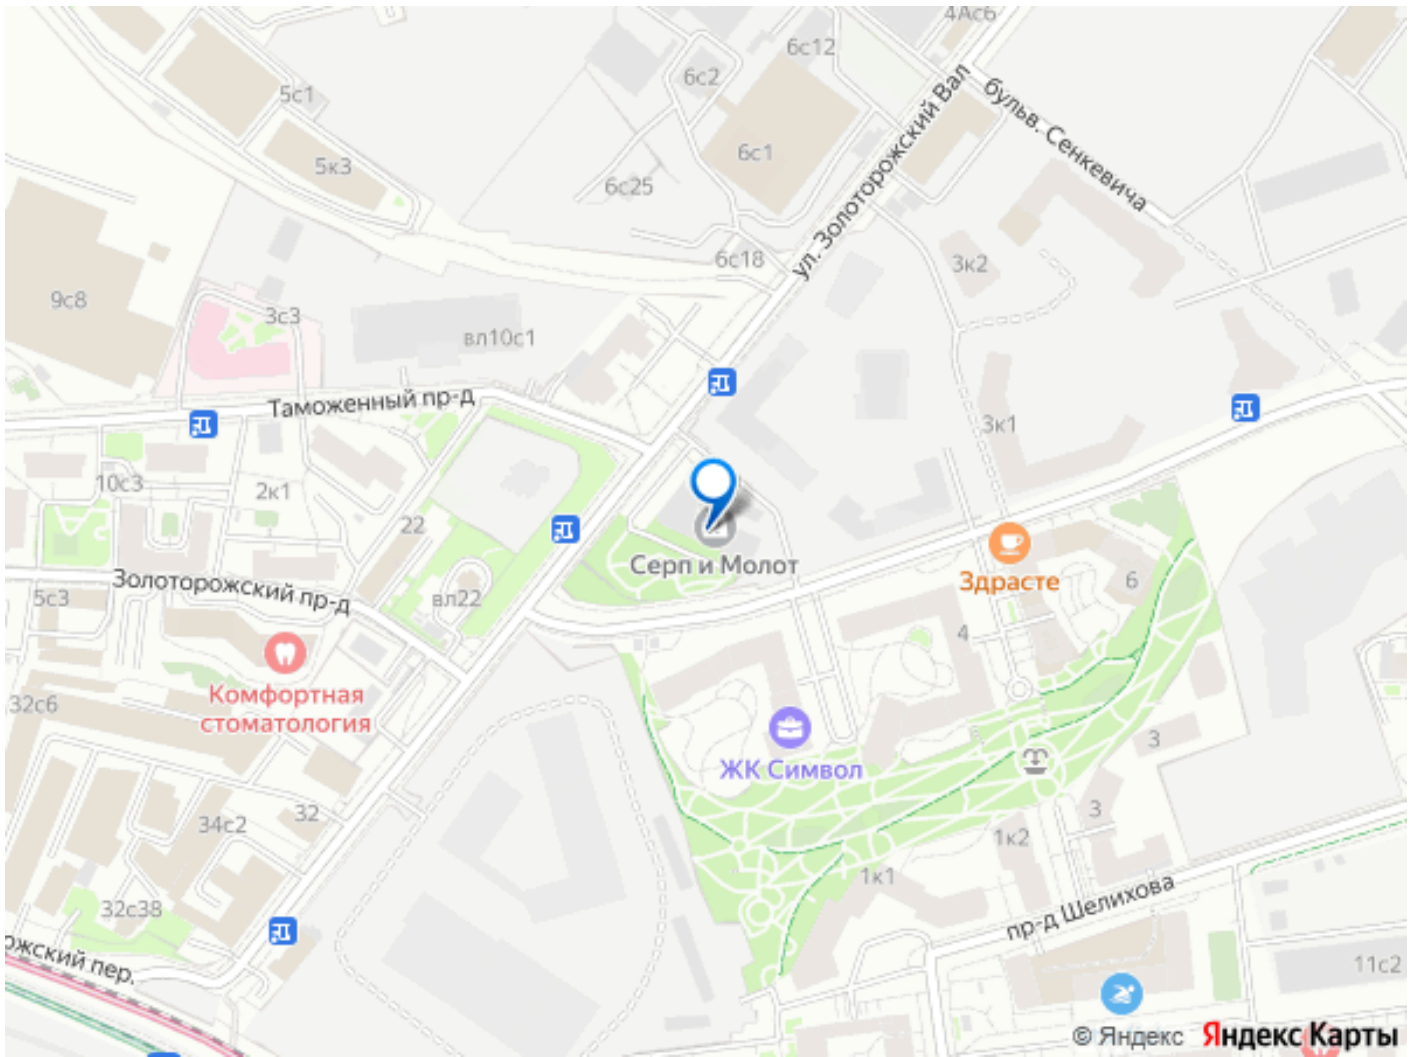 4Ас6
6с12
6с2
5с1
ул. Золоторожский Вал
бульв. Сенкевича
6с1
5к3
6с25
6с18
3к2
9с8
3с3
вл10с1
Таможенный пр-д
3к1
10с3
2к1
22
Серп и Молот
Здрасте
6
Золоторожский пр-д
5с3
вл22
4
Комфортная
стоматология
32с6
ЖК Символ
3
3
34с2
32
1к2
1к1
пр-д Шелихова
32с38
ожский пер.
11с2
© Яндекс Яндекс Карты